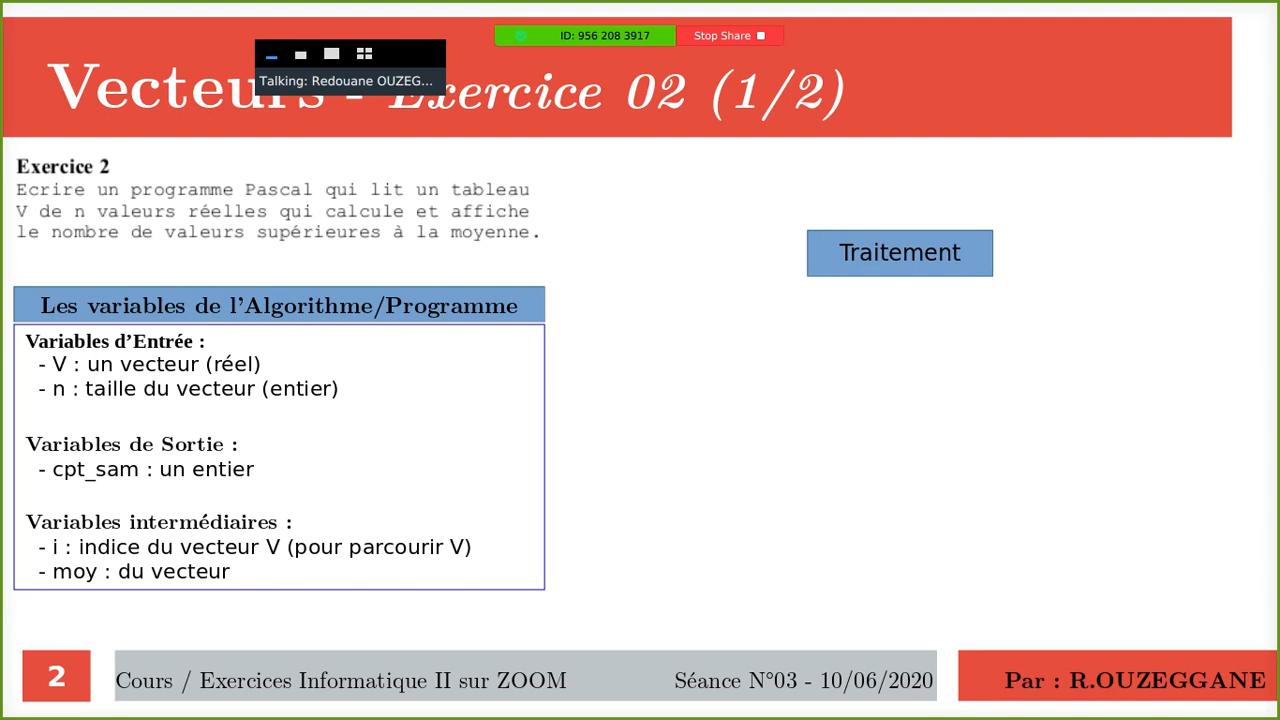 ID: 956 208 3917
Stop Share
Talking: Redouane OUZEG...
Vecteurs - Exercice 02 (1/2)
Exercice 2
Ecrire un programme Pascal qui lit un tableau
V de n valeurs réelles qui calcule et affiche
le nombre de valeurs supérieures à la moyenne.
Traitement
Les variables de l'Algorithme/Programme
Variables d'Entrée :
- V : un vecteur (réel)
- n : taille du vecteur (entier)
Variables de Sortie :
- cpt_sam : un entier
Variables intermédiaires :
- i : indice du vecteur V (pour parcourir V)
- moy : du vecteur
2
Cours / Exercices Informatique II sur ZOOM
Séance N°03 - 10/06/2020
Par : R.OUZEGGANE